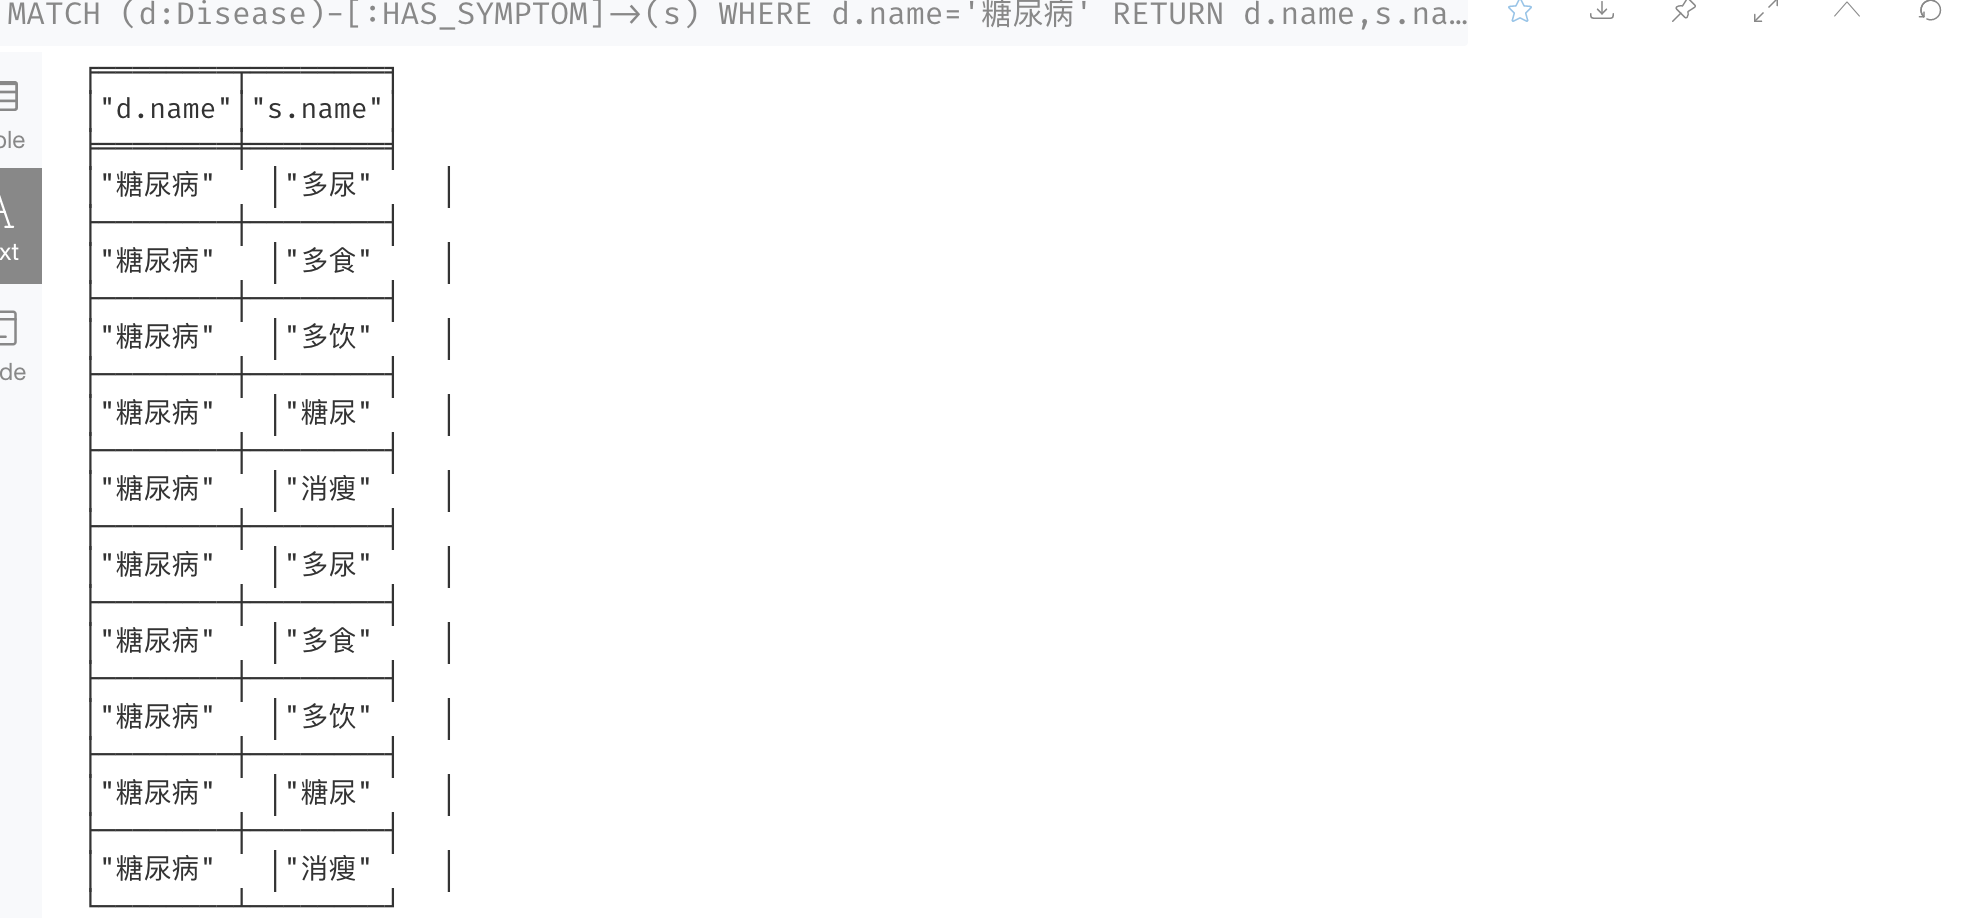 MATCH (d:Disease)-[:HAS_SYMPTOM]->(s) WHERE d.name='糖尿病' RETURN d.name,s.na…
"d.name" "s.name"
"糖尿病" "多尿"
"糖尿病" "多食"
"糖尿病" "多饮"
"糖尿病" "糖尿"
"糖尿病" "消瘦"
"糖尿病" "多尿"
"糖尿病" "多食"
"糖尿病" "多饮"
"糖尿病" "糖尿"
"糖尿病" "消瘦"
ble
A
xt
de